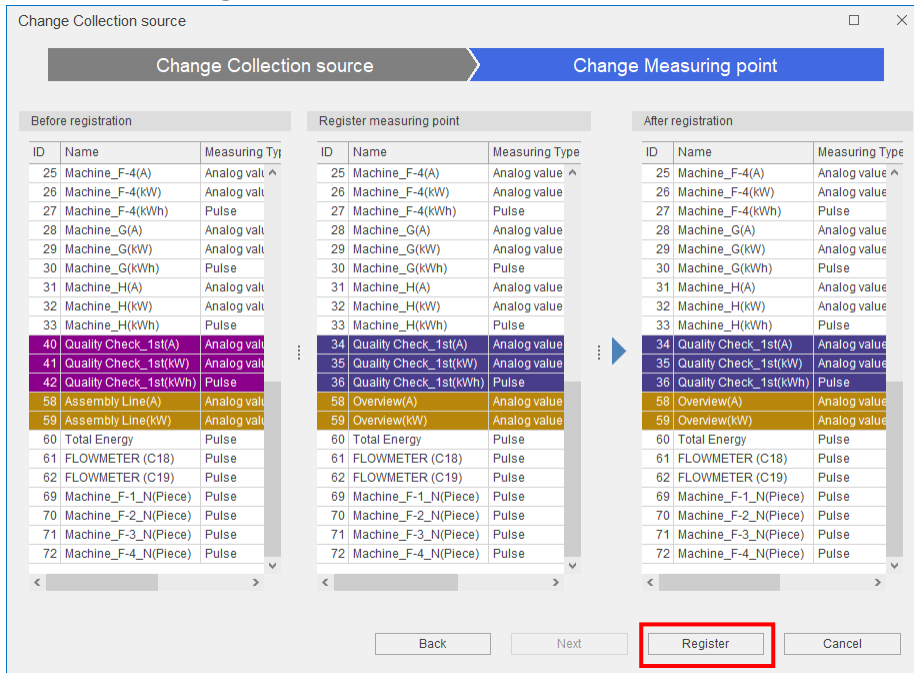 Change Collection source
Change Collection source Change Measuring point
Before registration Register measuring point After registration
ID Name Measuring Typ ID Name Measuring Type ID Name Measuring Type
25 Machine_F-4(A) Analog valu 25 Machine_F-4(A) Analog value 25 Machine_F-4(A) Analog value
26 Machine_F-4(kW) Analog valu 26 Machine_F-4(kW) Analog value 26 Machine_F-4(kW) Analog value
27 Machine_F-4(kWh) Pulse 27 Machine_F-4(kWh) Pulse 27 Machine_F-4(kWh) Pulse
28 Machine_G(A) Analog valu 28 Machine_G(A) Analog value 28 Machine_G(A) Analog value
29 Machine_G(kW) Analog valu 29 Machine_G(kW) Analog value 29 Machine_G(kW) Analog value
30 Machine_G(kWh) Pulse 30 Machine_G(kWh) Pulse 30 Machine_G(kWh) Pulse
31 Machine_H(A) Analog valu 31 Machine_H(A) Analog value 31 Machine_H(A) Analog value
32 Machine_H(kW) Analog valu 32 Machine_H(kW) Analog value 32 Machine_H(kW) Analog value
33 Machine_H(kWh) Pulse 33 Machine_H(kWh) Pulse 33 Machine_H(kWh) Pulse
40 Quality Check_1st(A) Analog valu 34 Quality Check_1st(A) Analog value 34 Quality Check_1st(A) Analog value
41 Quality Check_1st(kW) Analog valu 35 Quality Check_1st(kW) Analog value 35 Quality Check_1st(kW) Analog value
42 Quality Check_1st(kWh) Pulse 36 Quality Check_1st(kWh) Pulse 36 Quality Check_1st(kWh) Pulse
58 Assembly Line(A) Analog valu 58 Overview(A) Analog value 58 Overview(A) Analog value
59 Assembly Line(kW) Analog valu 59 Overview(kW) Analog value 59 Overview(kW) Analog value
60 Total Energy Pulse 60 Total Energy Pulse 60 Total Energy Pulse
61 FLOWMETER (C18) Pulse 61 FLOWMETER (C18) Pulse 61 FLOWMETER (C18) Pulse
62 FLOWMETER (C19) Pulse 62 FLOWMETER (C19) Pulse 62 FLOWMETER (C19) Pulse
69 Machine_F-1_N(Piece) Pulse 69 Machine_F-1_N(Piece) Pulse 69 Machine_F-1_N(Piece) Pulse
70 Machine_F-2_N(Piece) Pulse 70 Machine_F-2_N(Piece) Pulse 70 Machine_F-2_N(Piece) Pulse
71 Machine_F-3_N(Piece) Pulse 71 Machine_F-3_N(Piece) Pulse 71 Machine_F-3_N(Piece) Pulse
72 Machine_F-4_N(Piece) Pulse 72 Machine_F-4_N(Piece) Pulse 72 Machine_F-4_N(Piece) Pulse
Back Next Register Cancel